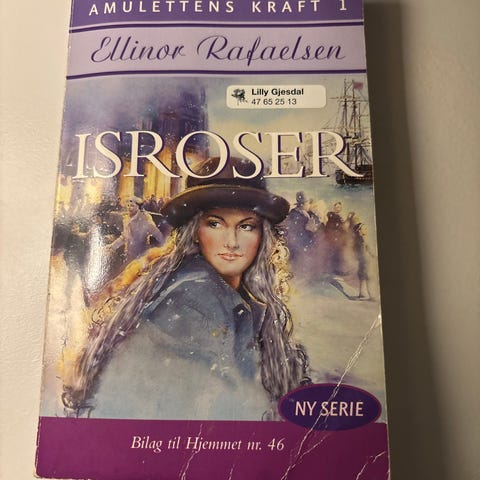 AMULETTENS KRAFT 1
Ellinor Rafaelsen
Lilly Gjesdal
47 65 25 13
ISROSER
NY SERIE
Bilag til Hjemmet nr. 46